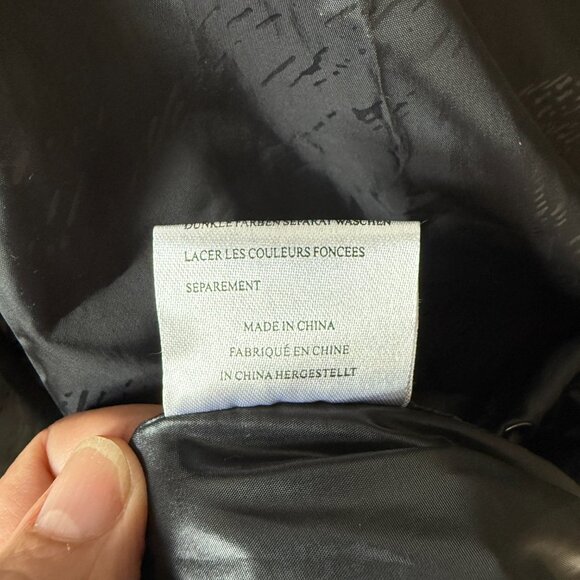 DUNKLE FARBEN SEPARAT WASCHEN
LACER LES COULEURS FONCEES
SEPAREMENT
MADE IN CHINA
FABRIQUÉ EN CHINE
IN CHINA HERGESTELLT